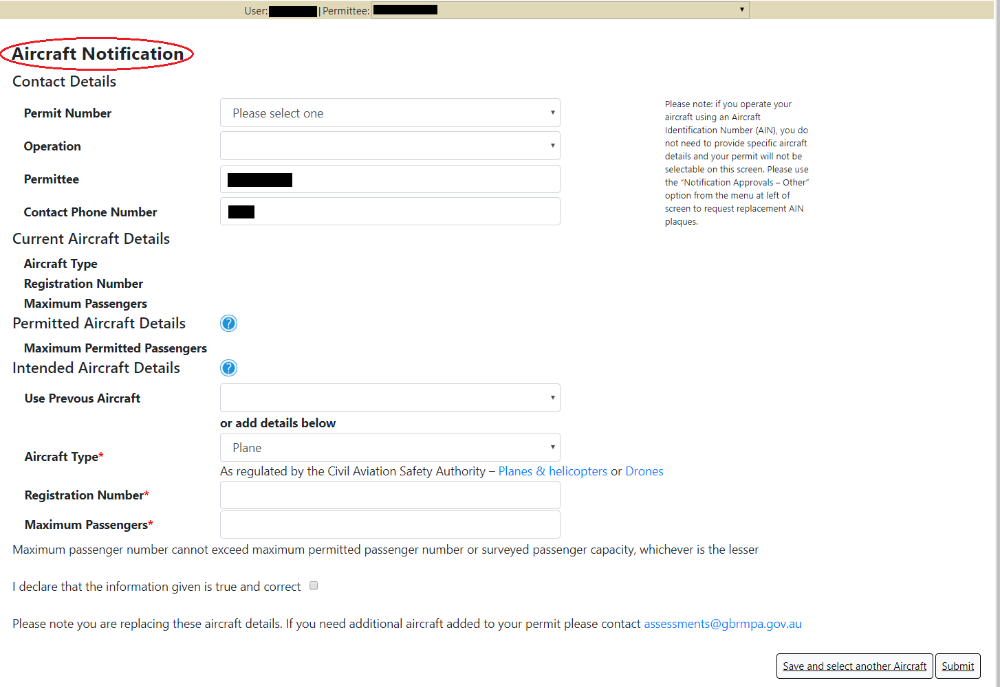 User: | Permittee:
Aircraft Notification
Contact Details
Permit Number
Please select one
Operation
Permittee
Contact Phone Number
Please note: if you operate your
aircraft using an Aircraft
Identification Number (AIN), you do
not need to provide specific aircraft
details and your permit will not be
selectable on this screen. Please use
the “Notification Approvals – Other”
option from the menu at left of
screen to request replacement AIN
plaques.
Current Aircraft Details
Aircraft Type
Registration Number
Maximum Passengers
Permitted Aircraft Details ?
Maximum Permitted Passengers
Intended Aircraft Details ?
Use Prevous Aircraft
or add details below
Aircraft Type*
Plane
As regulated by the Civil Aviation Safety Authority – Planes & helicopters or Drones
Registration Number*
Maximum Passengers*
Maximum passenger number cannot exceed maximum permitted passenger number or surveyed passenger capacity, whichever is the lesser
I declare that the information given is true and correct
Please note you are replacing these aircraft details. If you need additional aircraft added to your permit please contact assessments@gbrmpa.gov.au
Save and select another Aircraft
Submit